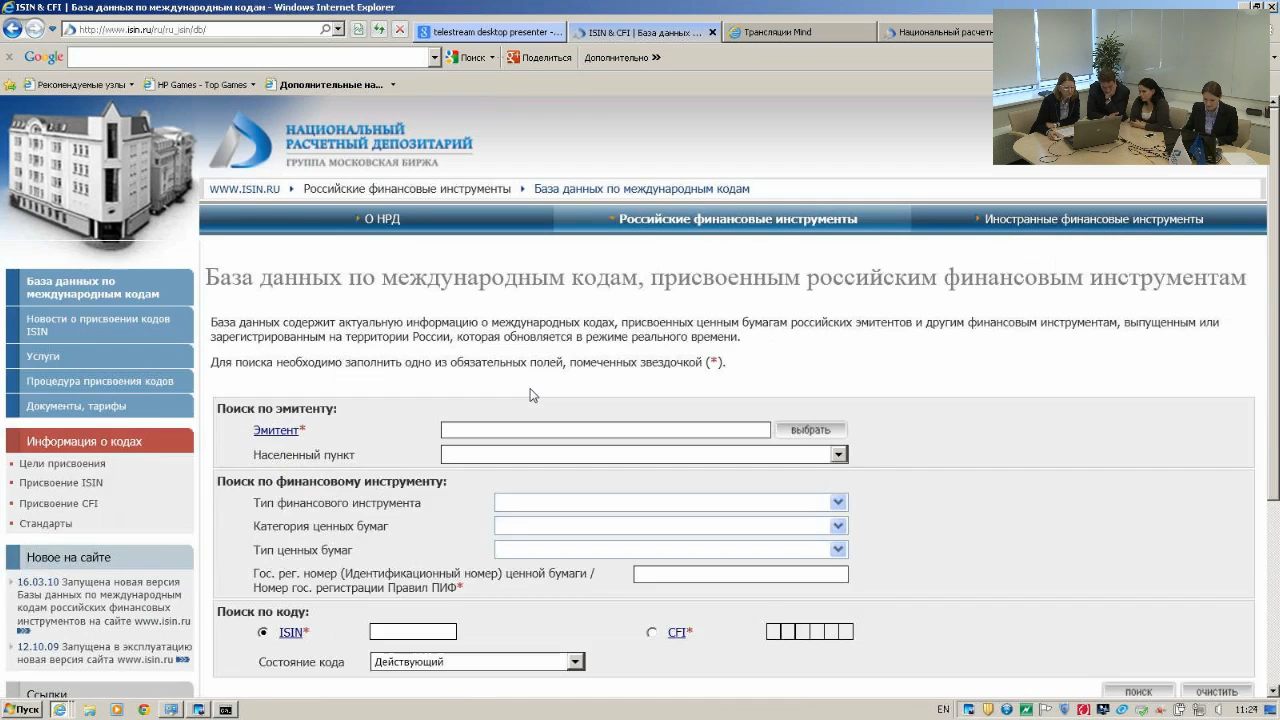 ISIN & CFI | База данных по международным кодам - Windows Internet Explorer
http://www.isin.ru/ru/ru_isin/db/
telestream desktop presenter -...
ISIN & CFI | База данных ...
Трансляции Mind
Национальный расчетн
Google
Поиск
Поделиться
Дополнительно »
Рекомендуемые узлы
HP Games - Top Games
Дополнительные на...
НАЦИОНАЛЬНЫЙ
РАСЧЕТНЫЙ ДЕПОЗИТАРИЙ
ГРУППА МОСКОВСКАЯ БИРЖА
WWW.ISIN.RU
Российские финансовые инструменты
База данных по международным кодам
О НРД
Российские финансовые инструменты
Иностранные финансовые инструменты
База данных по
международным кодам
Новости о присвоении кодов
ISIN
Услуги
Процедура присвоения кодов
Документы, тарифы
Информация о кодах
Цели присвоения
Присвоение ISIN
Присвоение CFI
Стандарты
Новое на сайте
16.03.10 Запущена новая версия
Базы данных по международным
кодам российских финансовых
инструментов на сайте www.isin.ru
12.10.09 Запущена в эксплуатацию
новая версия сайта www.isin.ru
Ссылки
База данных по международным кодам, присвоенным российским финансовым инструментам
База данных содержит актуальную информацию о международных кодах, присвоенных ценным бумагам российских эмитентов и другим финансовым инструментам, выпущенным или
зарегистрированным на территории России, которая обновляется в режиме реального времени.
Для поиска необходимо заполнить одно из обязательных полей, помеченных звездочкой (*).
Поиск по эмитенту:
Эмитент*
выбрать
Населенный пункт
Поиск по финансовому инструменту:
Тип финансового инструмента
Категория ценных бумаг
Тип ценных бумаг
Гос. рег. номер (Идентификационный номер) ценной бумаги /
Номер гос. регистрации Правил ПИФ*
Поиск по коду:
ISIN*
CFI*
Состояние кода
Действующий
поиск
очистить
Пуск
EN
11:29